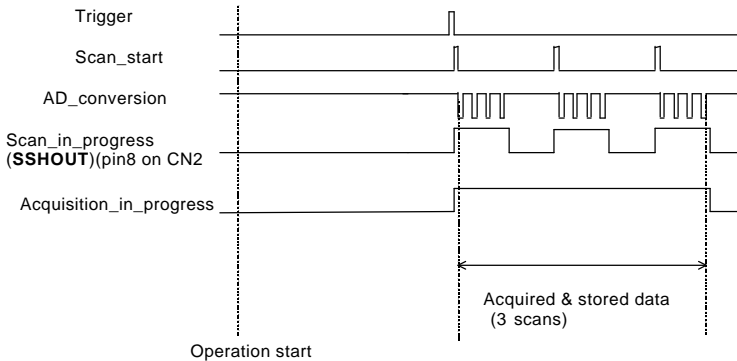 Trigger
Scan_start
AD_conversion
Scan_in_progress
(SSHOUT)(pin8 on CN2
Acquisition_in_progress
Acquired & stored data
(3 scans)
Operation start